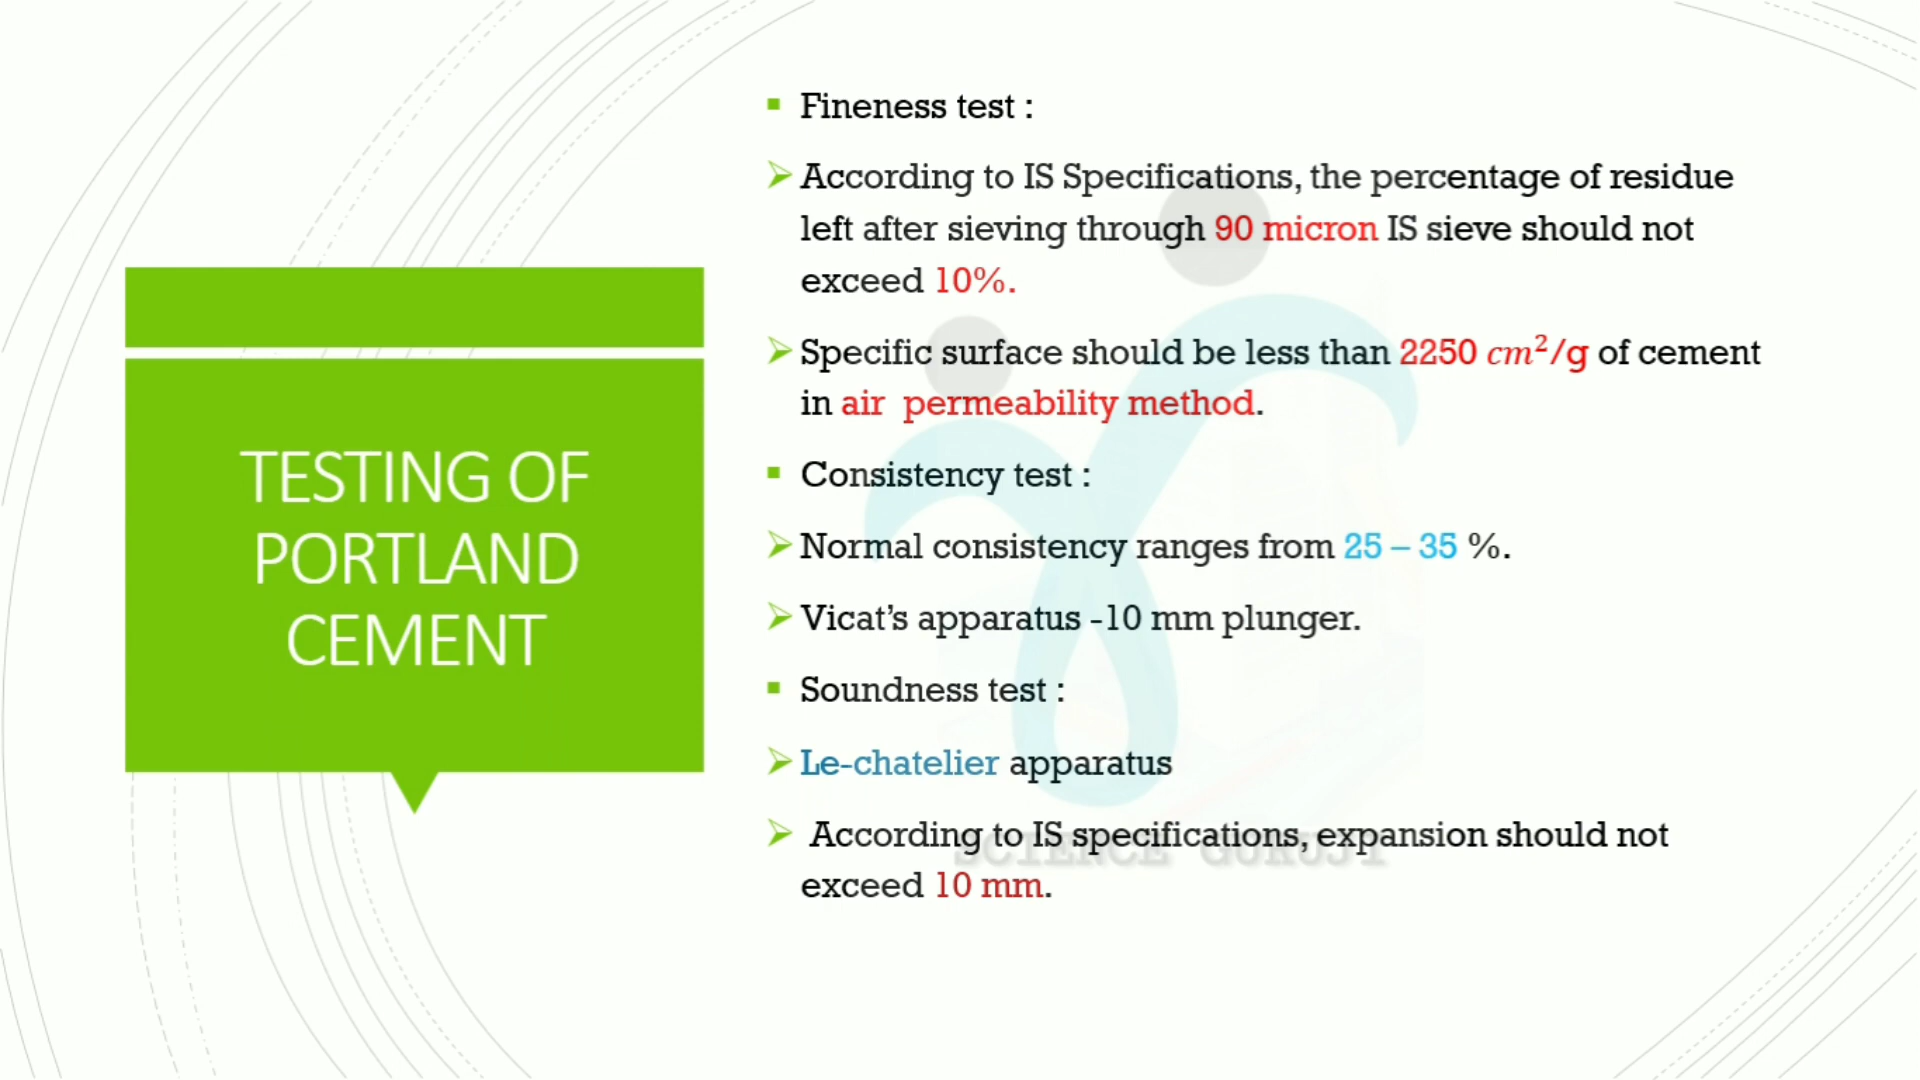 TESTING OF
PORTLAND
CEMENT
Fineness test :
According to IS Specifications, the percentage of residue
left after sieving through 90 micron IS sieve should not
exceed 10%.
Specific surface should be less than 2250 cm²/g of cement
in air permeability method.
Consistency test :
Normal consistency ranges from 25 – 35 %.
Vicat’s apparatus -10 mm plunger.
Soundness test :
Le-chatelier apparatus
According to IS specifications, expansion should not
exceed 10 mm.
SCIENCE GURUJI